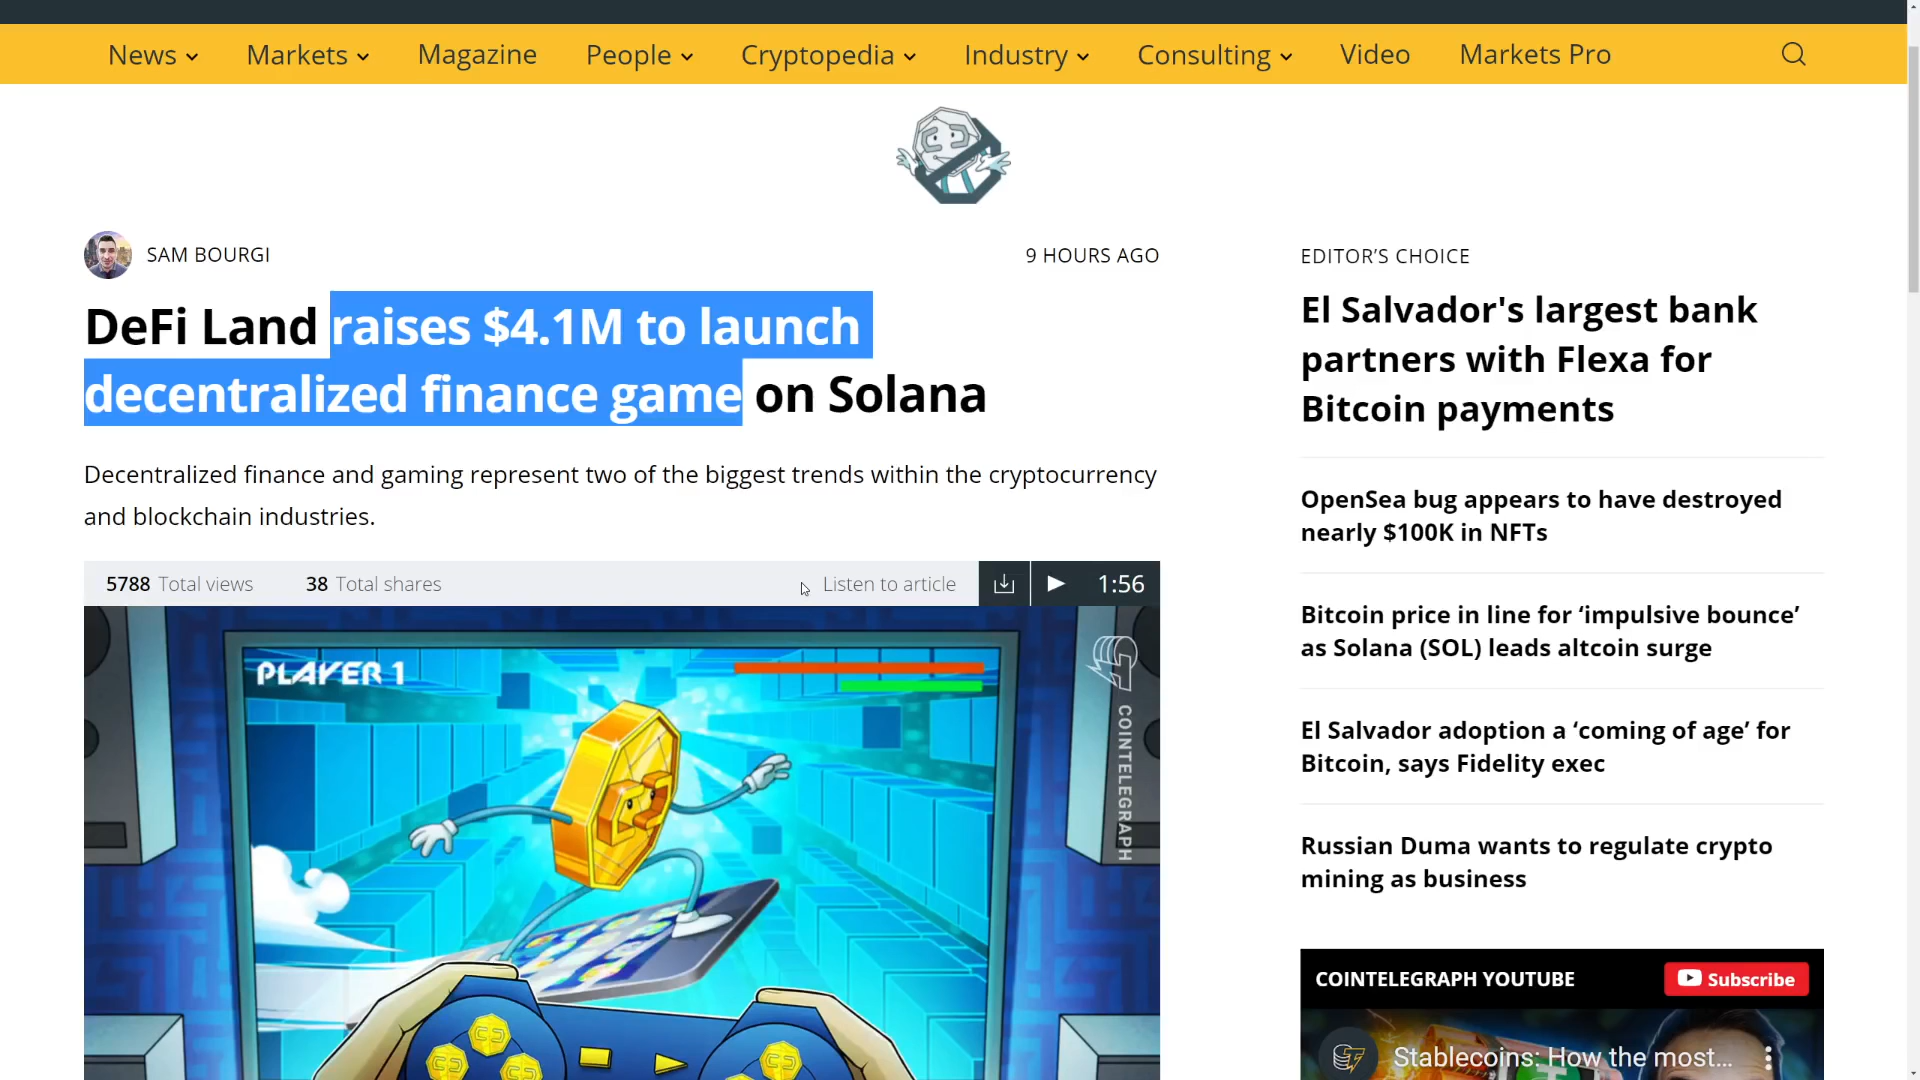 News
Markets
Magazine
People
Cryptopedia
Industry
Consulting
Video
Markets Pro
SAM BOURGI
9 HOURS AGO
DeFi Land raises $4.1M to launch
decentralized finance game on Solana
Decentralized finance and gaming represent two of the biggest trends within the cryptocurrency
and blockchain industries.
5788 Total views
38 Total shares
Listen to article
1:56
PLAYER 1
COINTELEGRAPH
EDITOR’S CHOICE
El Salvador's largest bank
partners with Flexa for
Bitcoin payments
OpenSea bug appears to have destroyed
nearly $100K in NFTs
Bitcoin price in line for ‘impulsive bounce’
as Solana (SOL) leads altcoin surge
El Salvador adoption a ‘coming of age’ for
Bitcoin, says Fidelity exec
Russian Duma wants to regulate crypto
mining as business
COINTELEGRAPH YOUTUBE
Subscribe
Stablecoins: How the most...